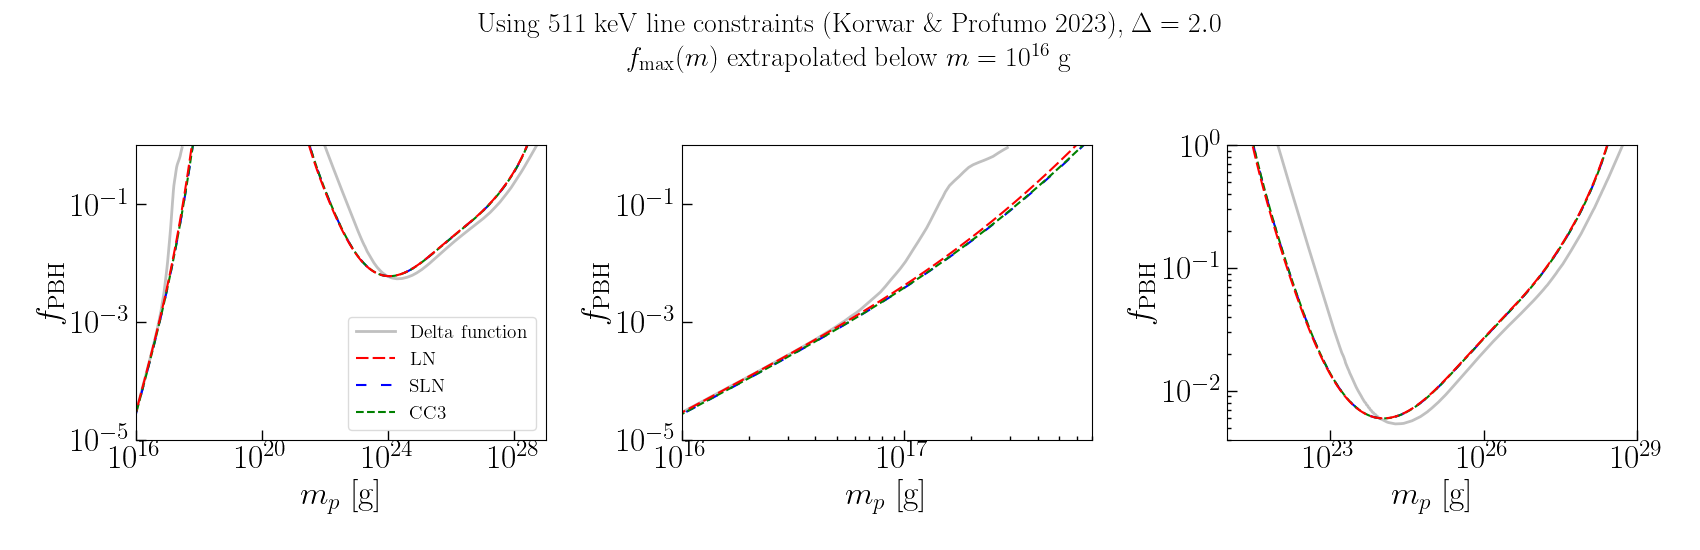 Using 511 keV line constraints (Korwar & Profumo 2023), Δ = 2.0
f_max(m) extrapolated below m = 10^16 g
f_PBH
10^−1
10^−3
10^−5
10^16
10^20
10^24
10^28
m_p [g]
Delta function
LN
SLN
CC3
f_PBH
10^−1
10^−3
10^−5
10^16
10^17
m_p [g]
f_PBH
10^0
10^−1
10^−2
10^23
10^26
10^29
m_p [g]